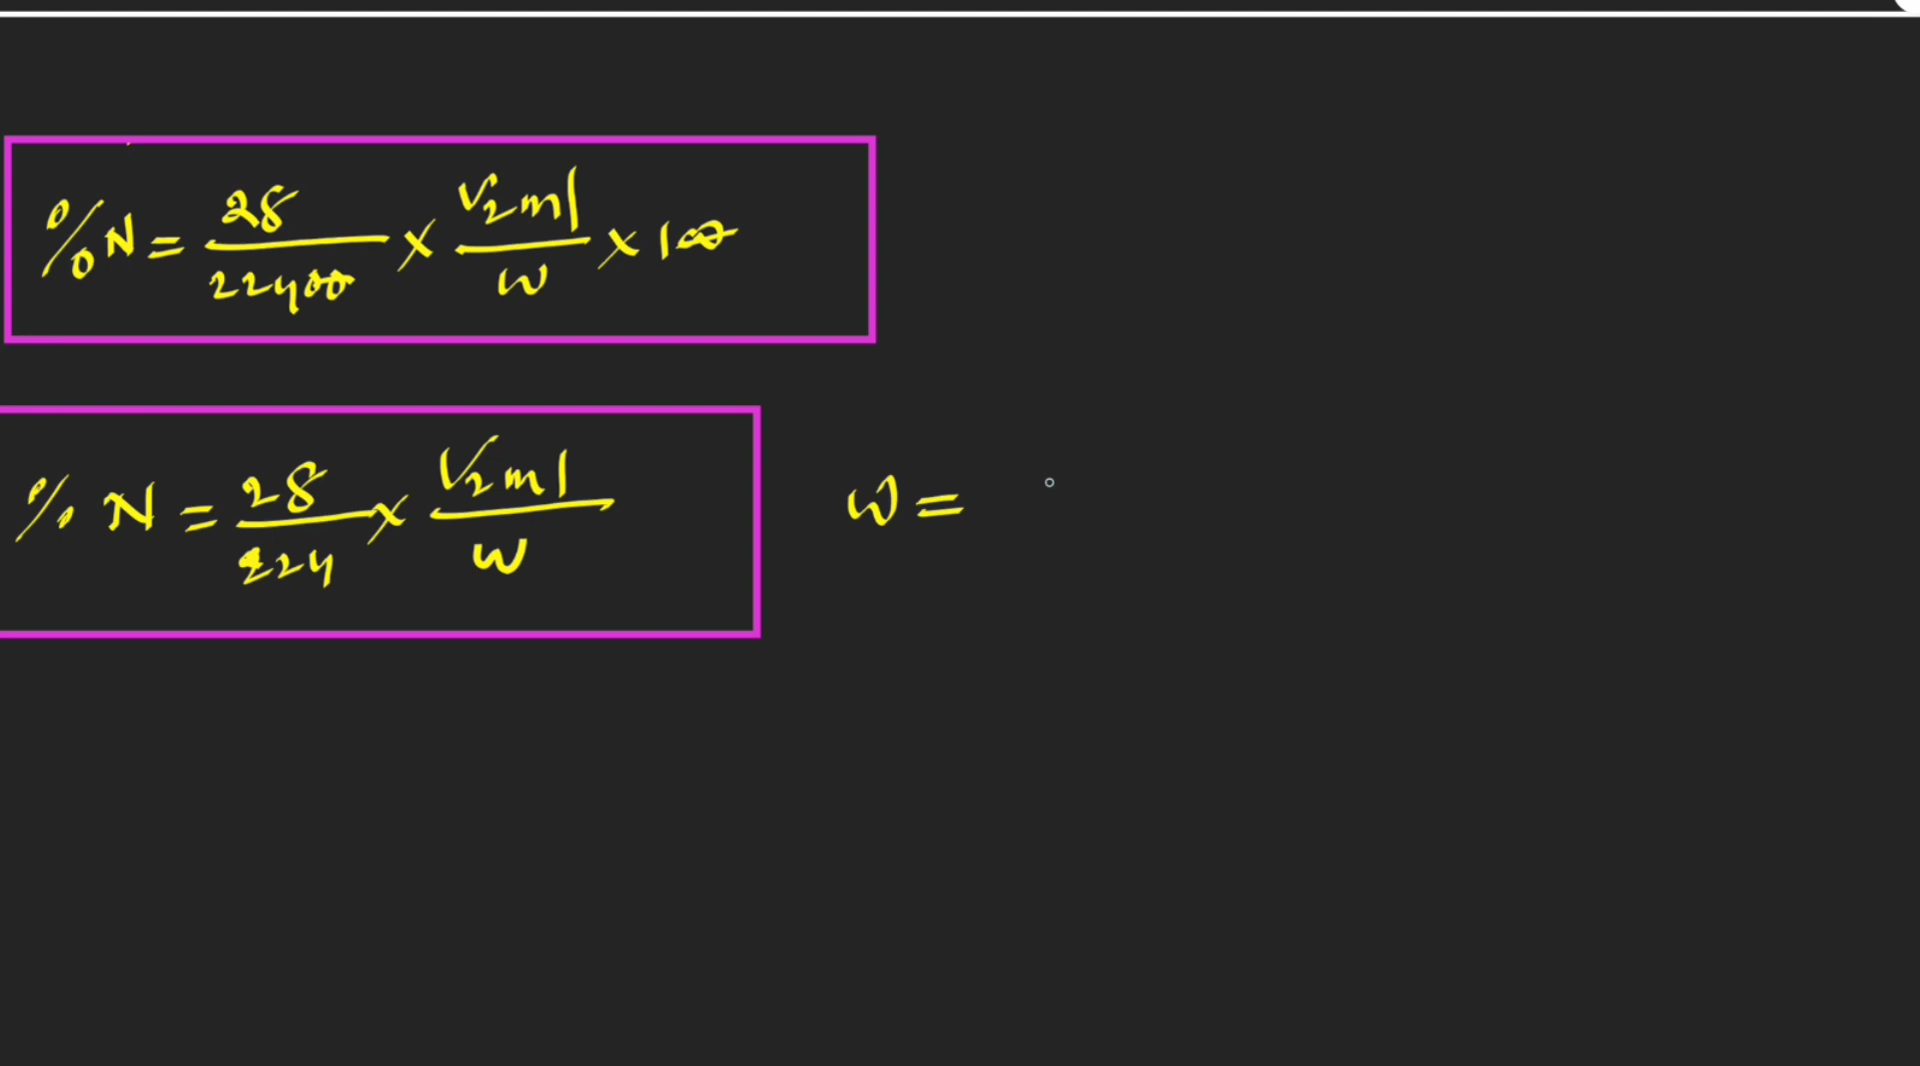 %N = 28/22400 × V₂ml/W × 100
% N = 28/224 × V₂ml/W
W =